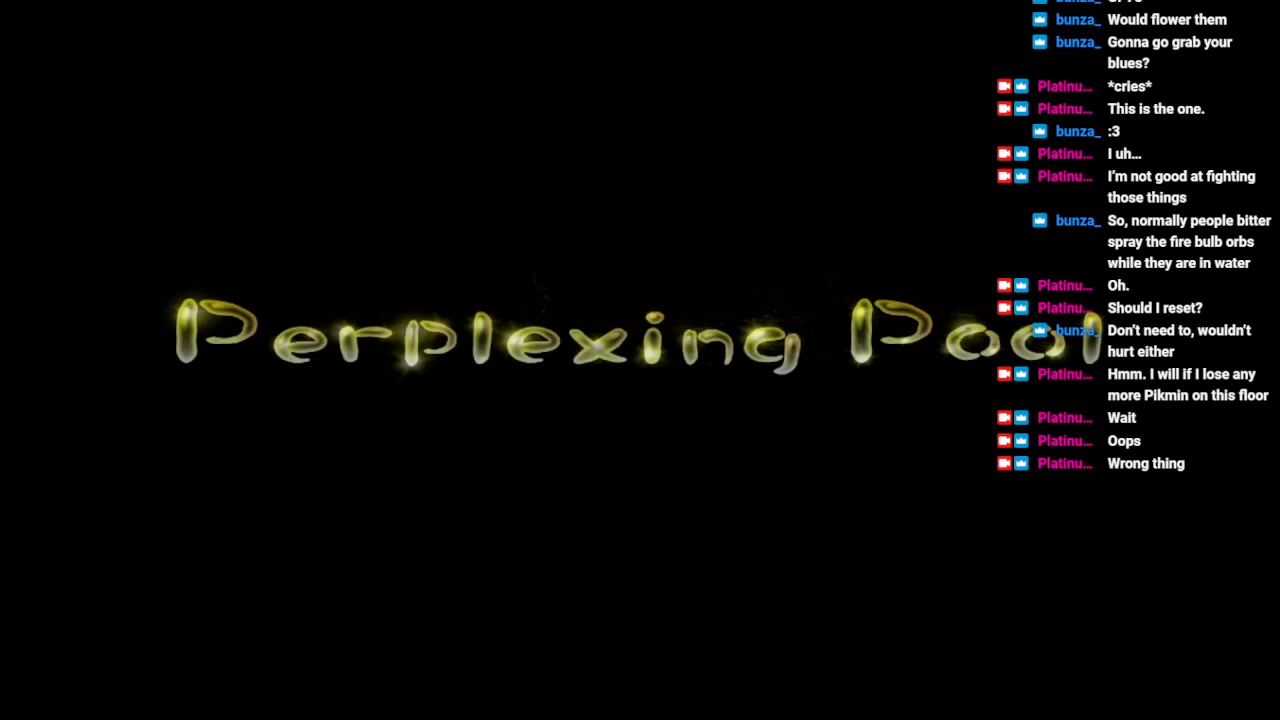 bunza_ Would flower them
bunza_ Gonna go grab your
blues?
Platinu... *cries*
Platinu... This is the one.
bunza_ :3
Platinu... I uh...
Platinu... I'm not good at fighting
those things
bunza_ So, normally people bitter
spray the fire bulb orbs
while they are in water
Platinu... Oh.
Platinu... Should I reset?
bunza_ Don't need to, wouldn't
hurt either
Platinu... Hmm. I will if I lose any
more Pikmin on this floor
Platinu... Wait
Platinu... Oops
Platinu... Wrong thing
Perplexing Pool